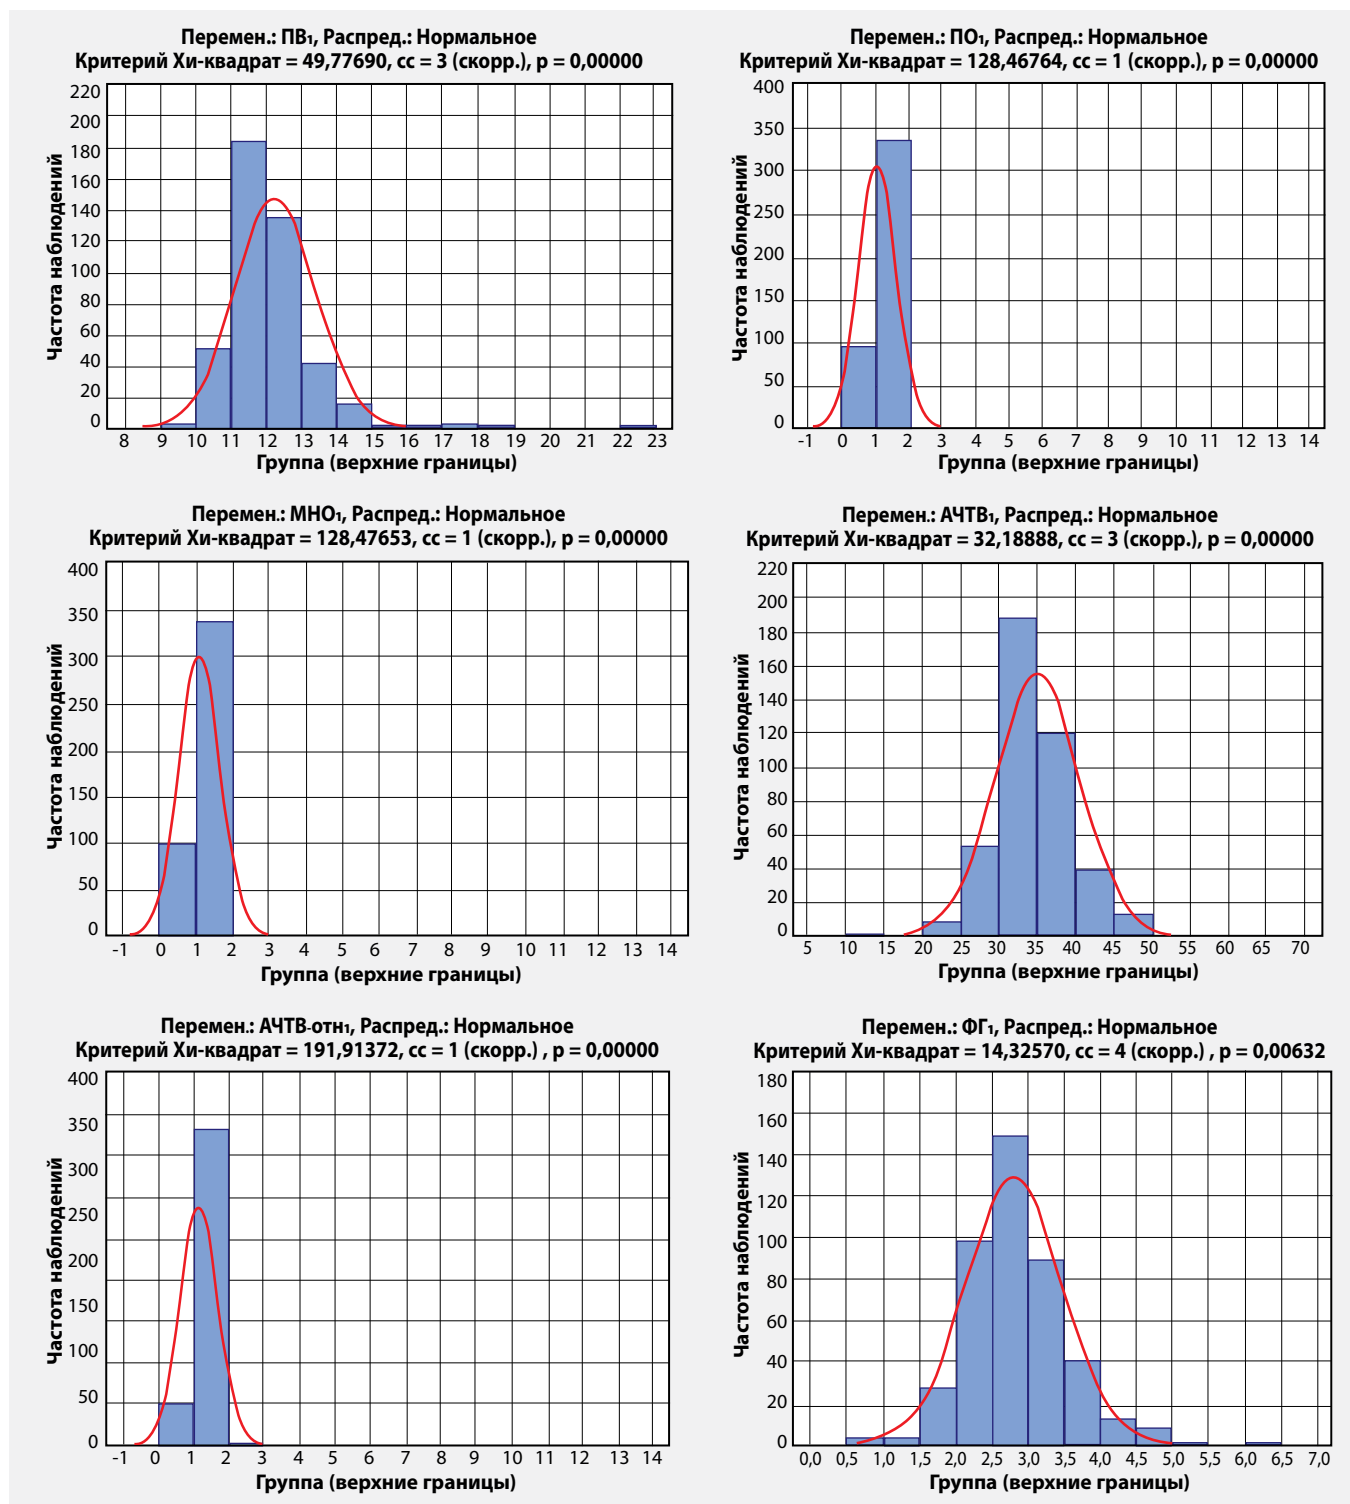 Перемен.: ПВ₁, Распред.: Нормальное
Критерий Хи-квадрат = 49,77690, сс = 3 (скорр.), p = 0,00000
Частота наблюдений
220
200
180
160
140
120
100
80
60
40
20
0
8 9 10 11 12 13 14 15 16 17 18 19 20 21 22 23
Группа (верхние границы)
Перемен.: ПО₁, Распред.: Нормальное
Критерий Хи-квадрат = 128,46764, сс = 1 (скорр.), p = 0,00000
Частота наблюдений
400
350
300
250
200
150
100
50
0
-1 0 1 2 3 4 5 6 7 8 9 10 11 12 13 14
Группа (верхние границы)
Перемен.: МНО₁, Распред.: Нормальное
Критерий Хи-квадрат = 128,47653, сс = 1 (скорр.), p = 0,00000
Частота наблюдений
400
350
300
250
200
150
100
50
0
-1 0 1 2 3 4 5 6 7 8 9 10 11 12 13 14
Группа (верхние границы)
Перемен.: АЧТВ₁, Распред.: Нормальное
Критерий Хи-квадрат = 32,18888, сс = 3 (скорр.), p = 0,00000
Частота наблюдений
220
200
180
160
140
120
100
80
60
40
20
0
5 10 15 20 25 30 35 40 45 50 55 60 65 70
Группа (верхние границы)
Перемен.: АЧТВ-отн₁, Распред.: Нормальное
Критерий Хи-квадрат = 191,91372, сс = 1 (скорр.) , p = 0,00000
Частота наблюдений
400
350
300
250
200
150
100
50
0
-1 0 1 2 3 4 5 6 7 8 9 10 11 12 13 14
Группа (верхние границы)
Перемен.: ФГ₁, Распред.: Нормальное
Критерий Хи-квадрат = 14,32570, сс = 4 (скорр.) , p = 0,00632
Частота наблюдений
180
160
140
120
100
80
60
40
20
0
0,0 0,5 1,0 1,5 2,0 2,5 3,0 3,5 4,0 4,5 5,0 5,5 6,0 6,5 7,0
Группа (верхние границы)